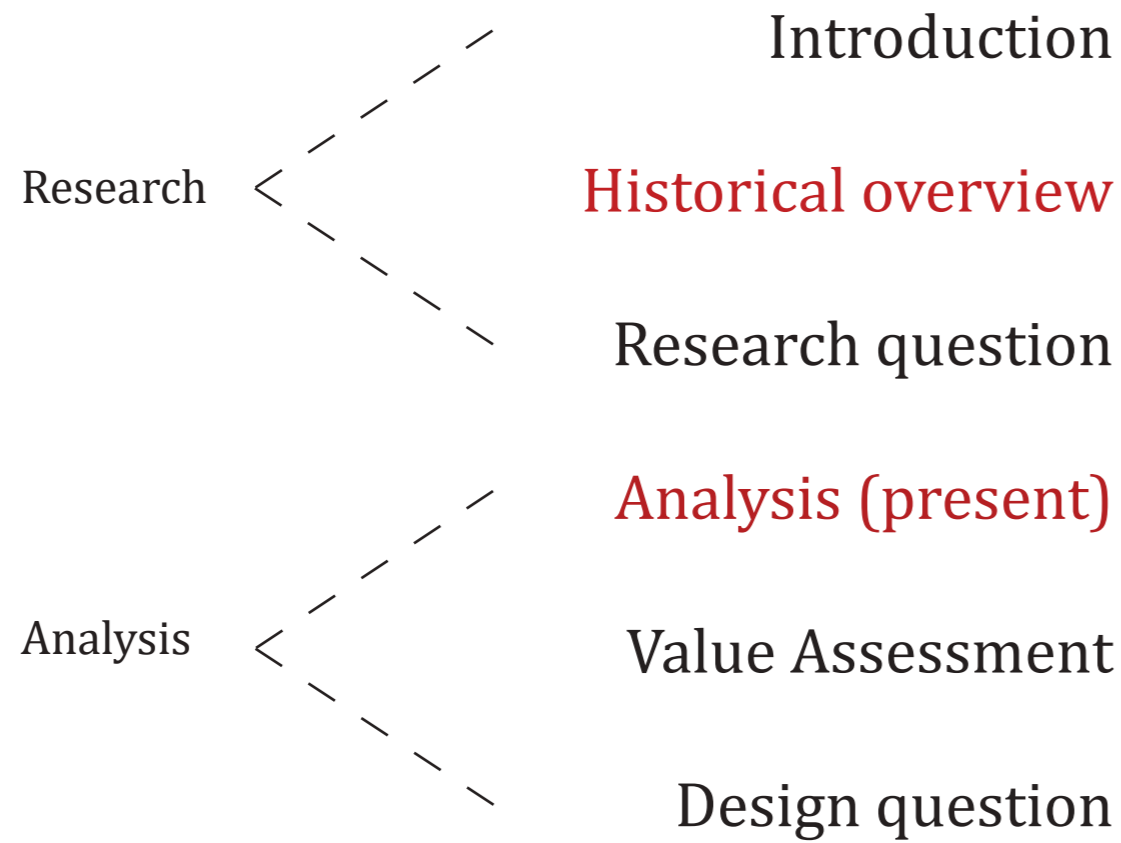 Introduction
Research
Historical overview
Research question
Analysis (present)
Analysis
Value Assessment
Design question